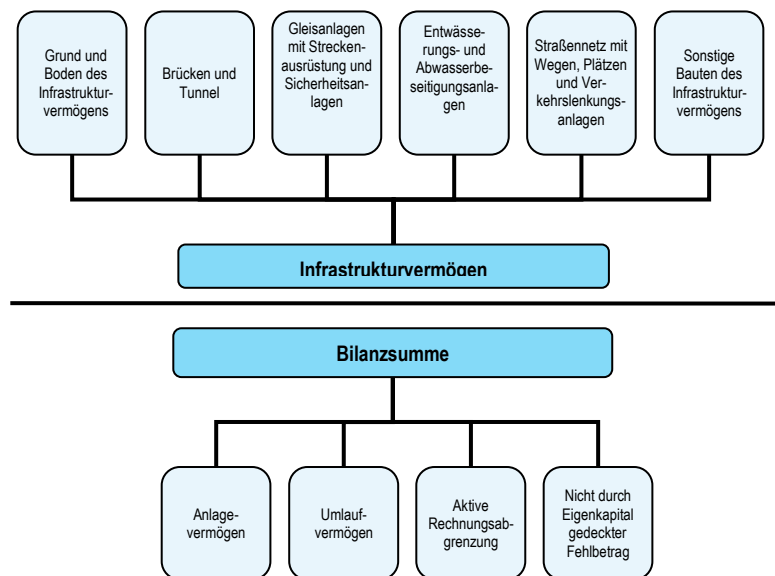 Grund und
Boden des
Infrastruktur-
vermögens
Brücken und
Tunnel
Gleisanlagen
mit Strecken-
ausrüstung und
Sicherheitsan-
lagen
Entwässe-
rungs- und
Abwasserbe-
seitigungsanla-
gen
Straßennetz mit
Wegen, Plätzen
und Ver-
kehrslenkungs-
anlagen
Sonstige
Bauten des
Infrastruktur-
vermögens
Infrastrukturvermögen
Bilanzsumme
Anlage-
vermögen
Umlauf-
vermögen
Aktive
Rechnungsab-
grenzung
Nicht durch
Eigenkapital
gedeckter
Fehlbetrag